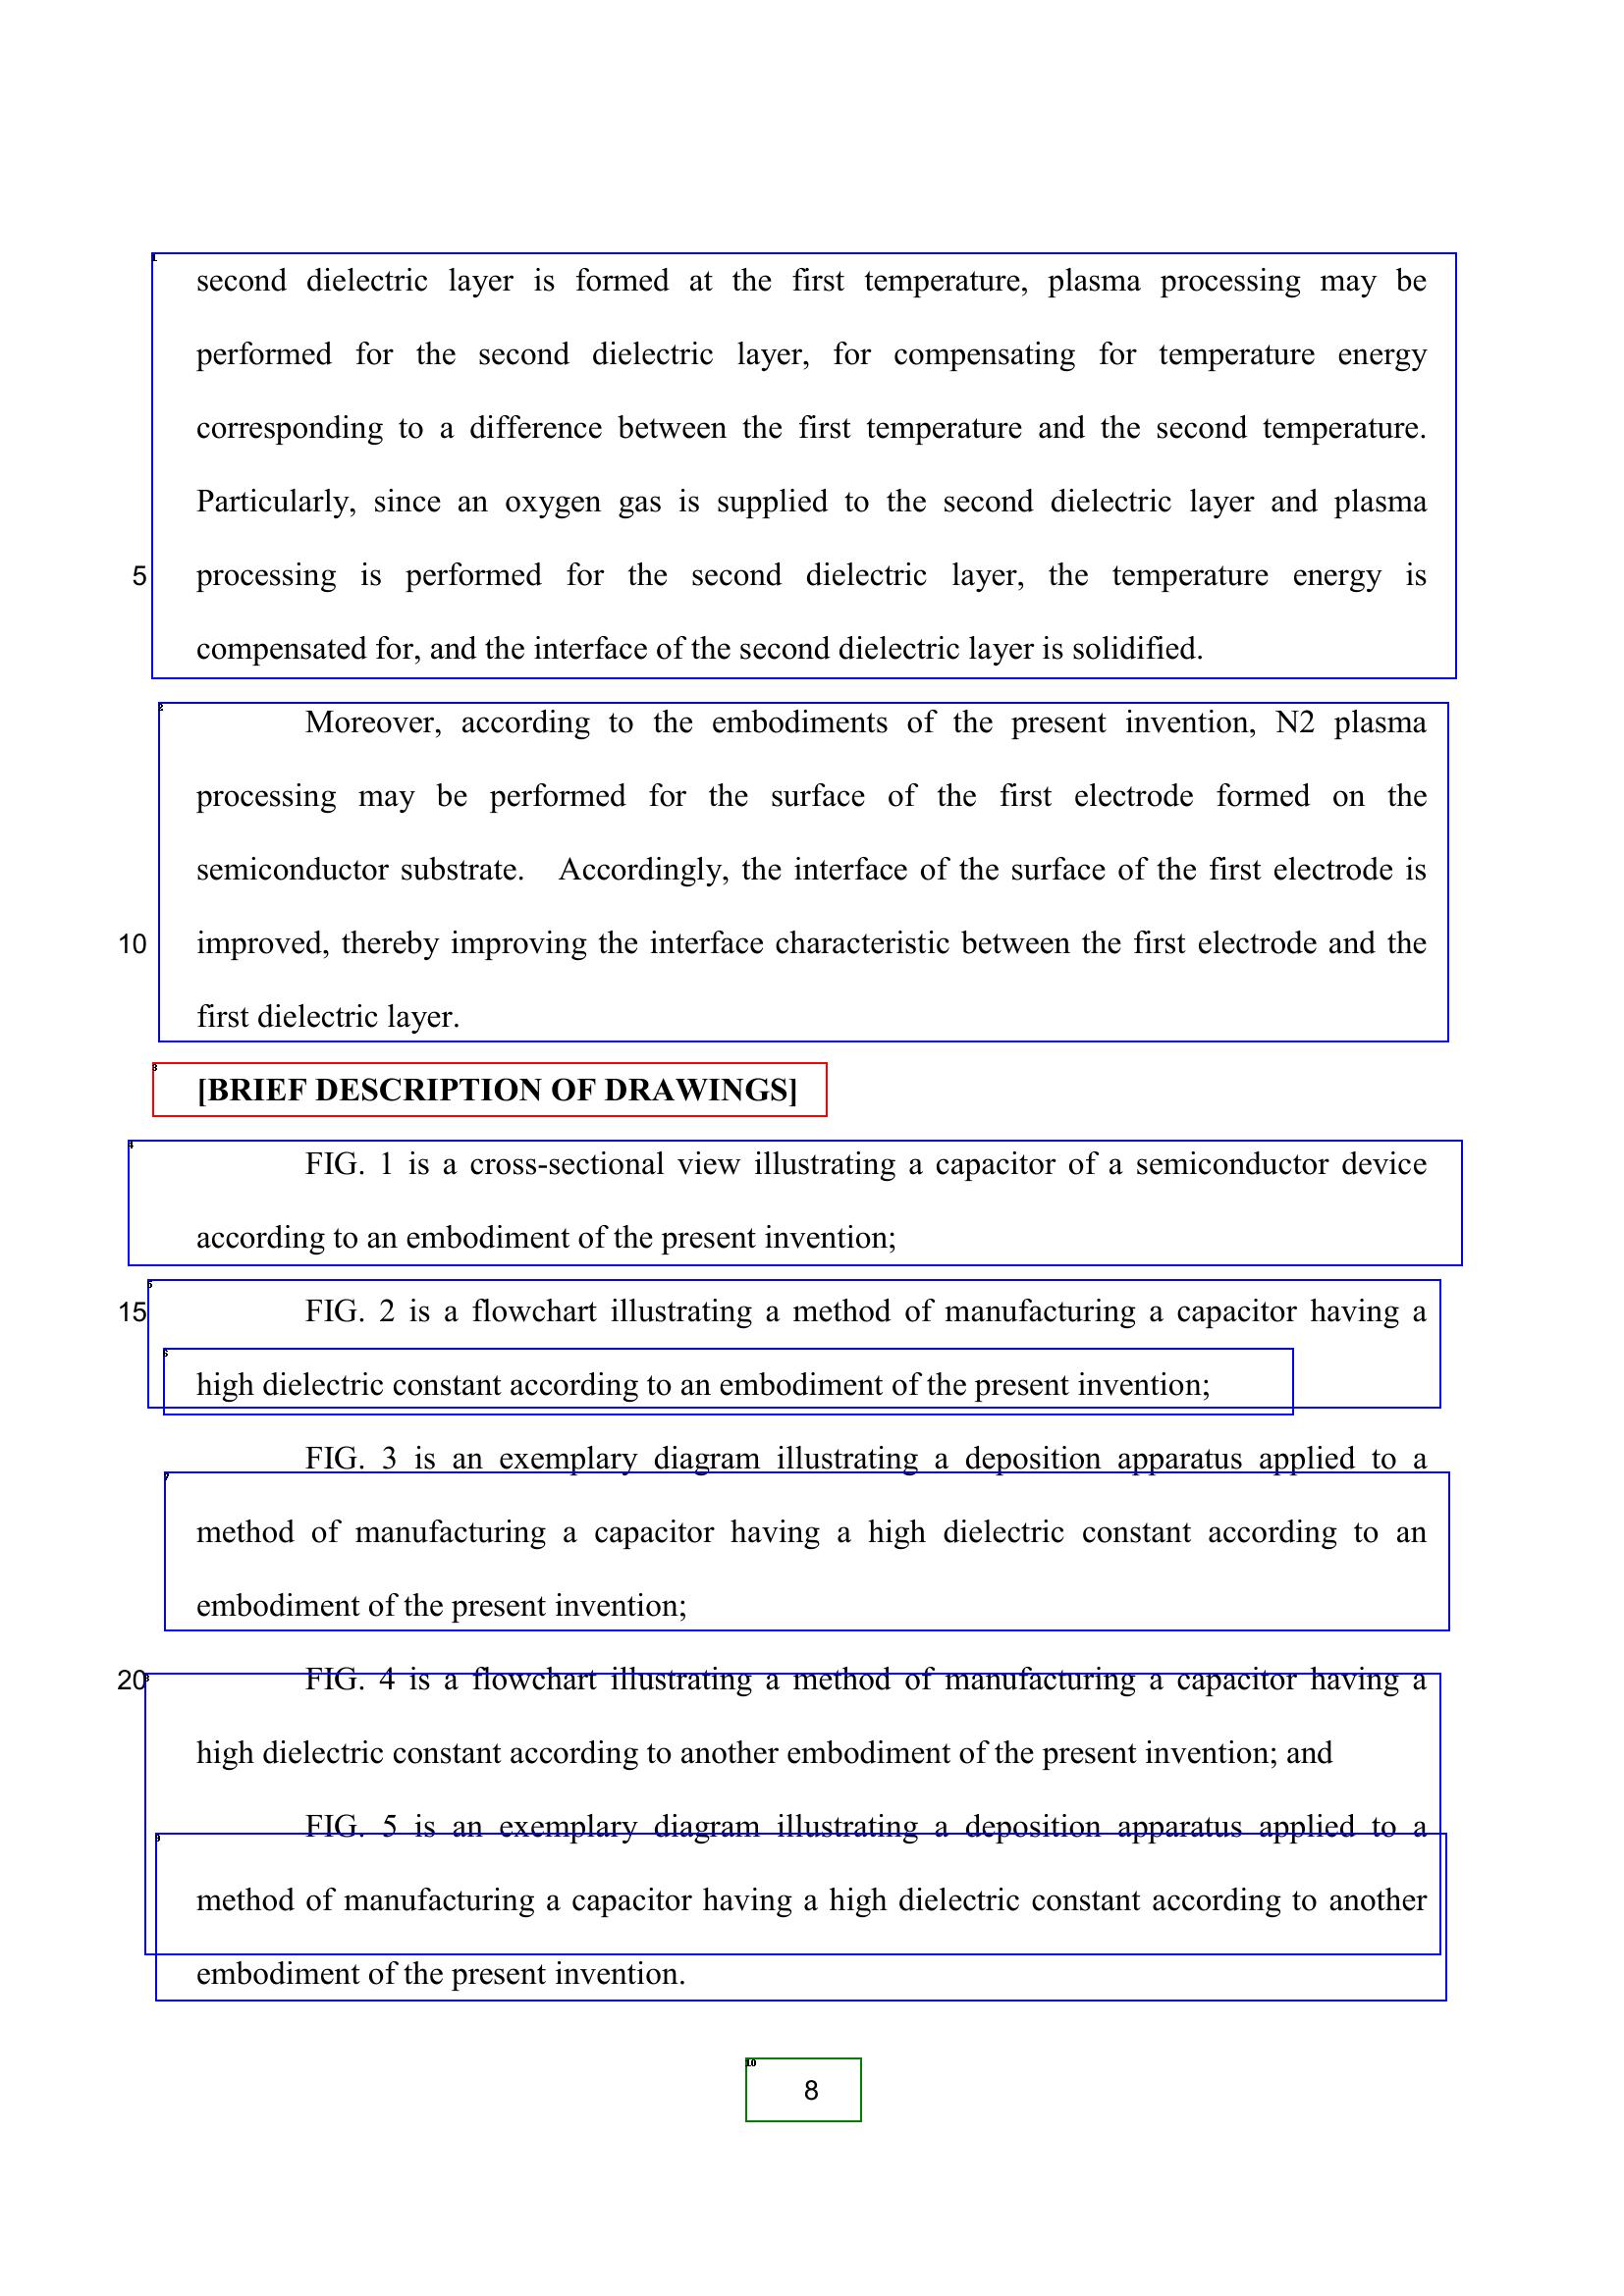 second dielectric layer is formed at the first temperature, plasma processing may be
performed for the second dielectric layer, for compensating for temperature energy
corresponding to a difference between the first temperature and the second temperature.
Particularly, since an oxygen gas is supplied to the second dielectric layer and plasma
5 processing is performed for the second dielectric layer, the temperature energy is
compensated for, and the interface of the second dielectric layer is solidified.
Moreover, according to the embodiments of the present invention, N2 plasma
processing may be performed for the surface of the first electrode formed on the
semiconductor substrate. Accordingly, the interface of the surface of the first electrode is
10 improved, thereby improving the interface characteristic between the first electrode and the
first dielectric layer.
[BRIEF DESCRIPTION OF DRAWINGS]
FIG. 1 is a cross-sectional view illustrating a capacitor of a semiconductor device
according to an embodiment of the present invention;
15 FIG. 2 is a flowchart illustrating a method of manufacturing a capacitor having a
high dielectric constant according to an embodiment of the present invention;
FIG. 3 is an exemplary diagram illustrating a deposition apparatus applied to a
method of manufacturing a capacitor having a high dielectric constant according to an
embodiment of the present invention;
20 FIG. 4 is a flowchart illustrating a method of manufacturing a capacitor having a
high dielectric constant according to another embodiment of the present invention; and
FIG. 5 is an exemplary diagram illustrating a deposition apparatus applied to a
method of manufacturing a capacitor having a high dielectric constant according to another
embodiment of the present invention.
8